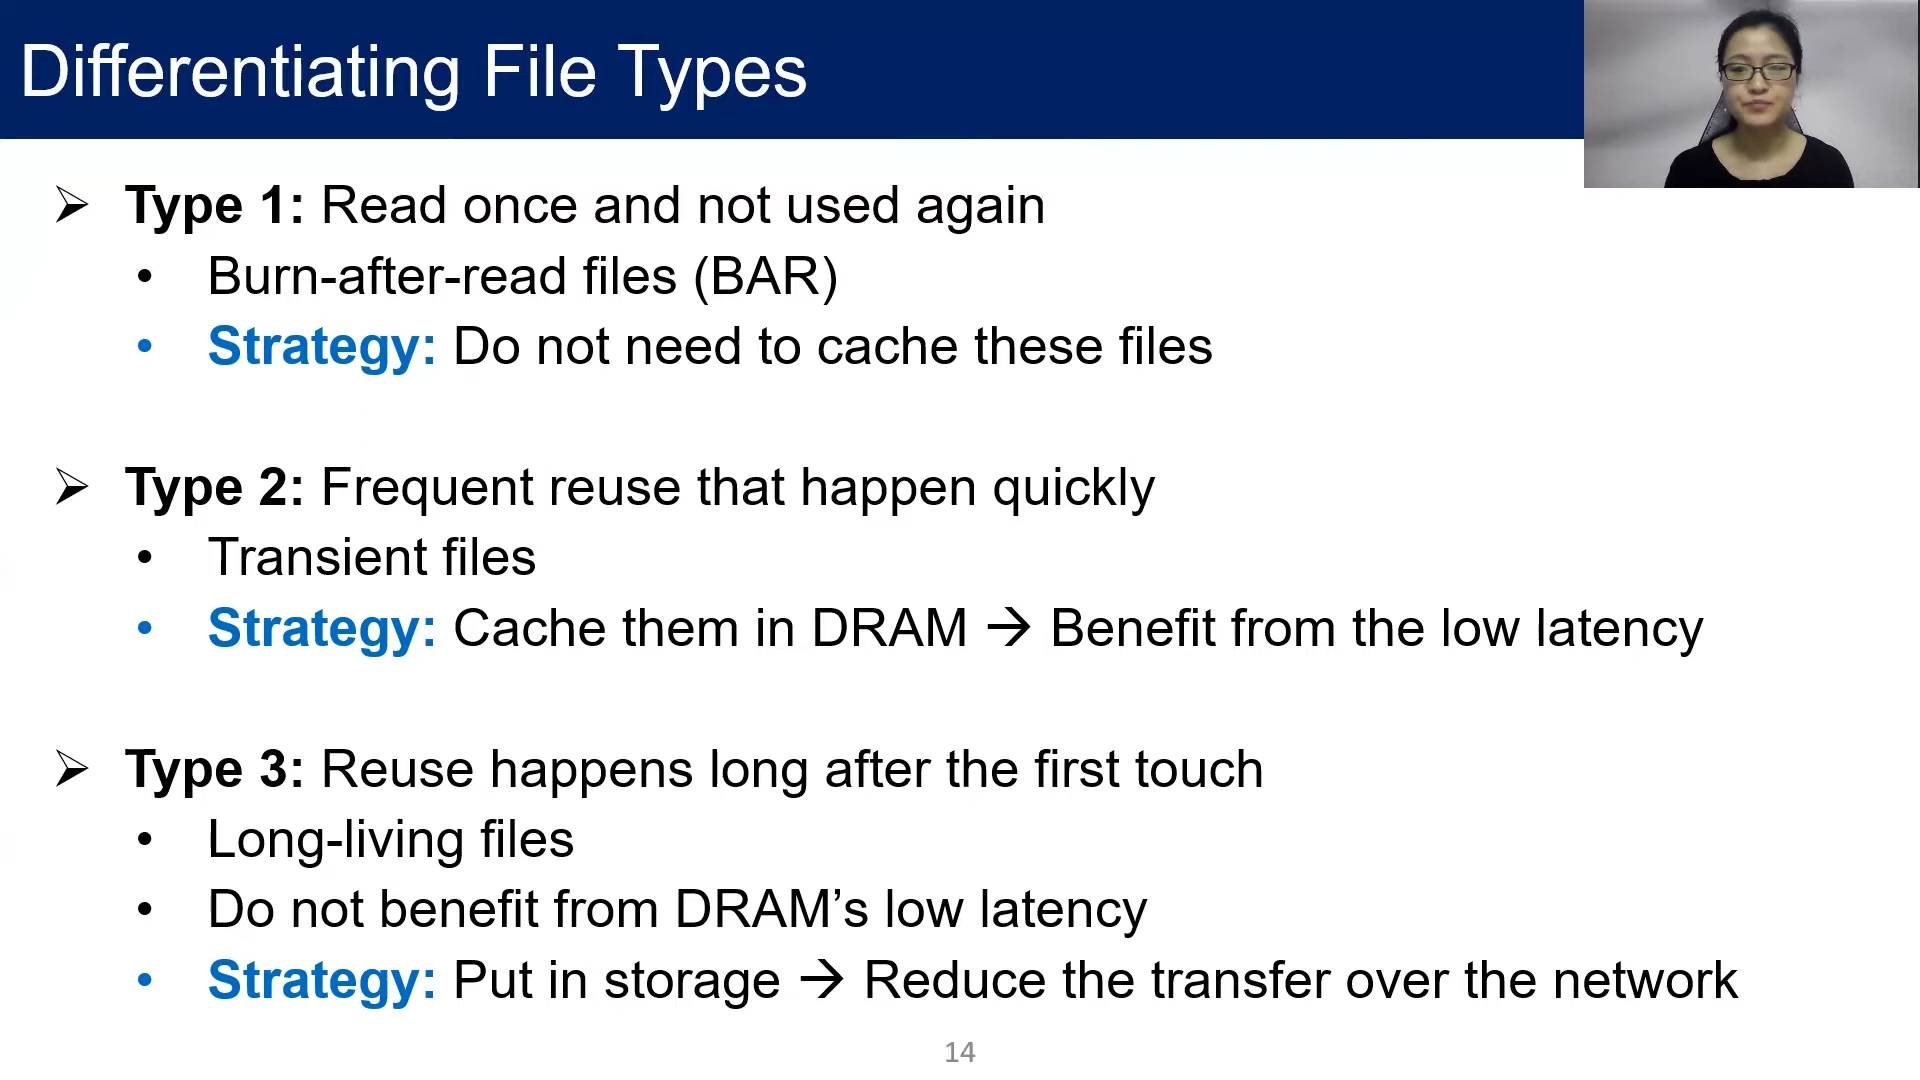 Differentiating File Types
➢ Type 1: Read once and not used again
• Burn-after-read files (BAR)
• Strategy: Do not need to cache these files
➢ Type 2: Frequent reuse that happen quickly
• Transient files
• Strategy: Cache them in DRAM → Benefit from the low latency
➢ Type 3: Reuse happens long after the first touch
• Long-living files
• Do not benefit from DRAM’s low latency
• Strategy: Put in storage → Reduce the transfer over the network
14